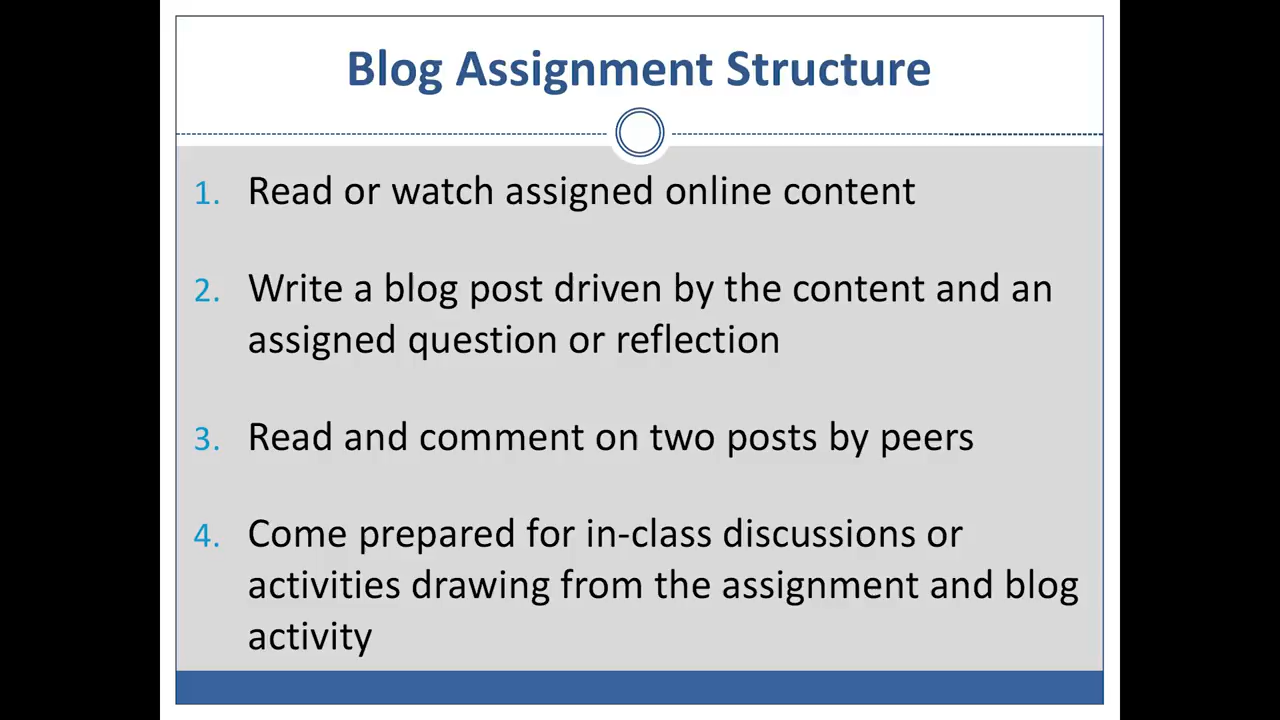 Blog Assignment Structure
1. Read or watch assigned online content
2. Write a blog post driven by the content and an
assigned question or reflection
3. Read and comment on two posts by peers
4. Come prepared for in-class discussions or
activities drawing from the assignment and blog
activity